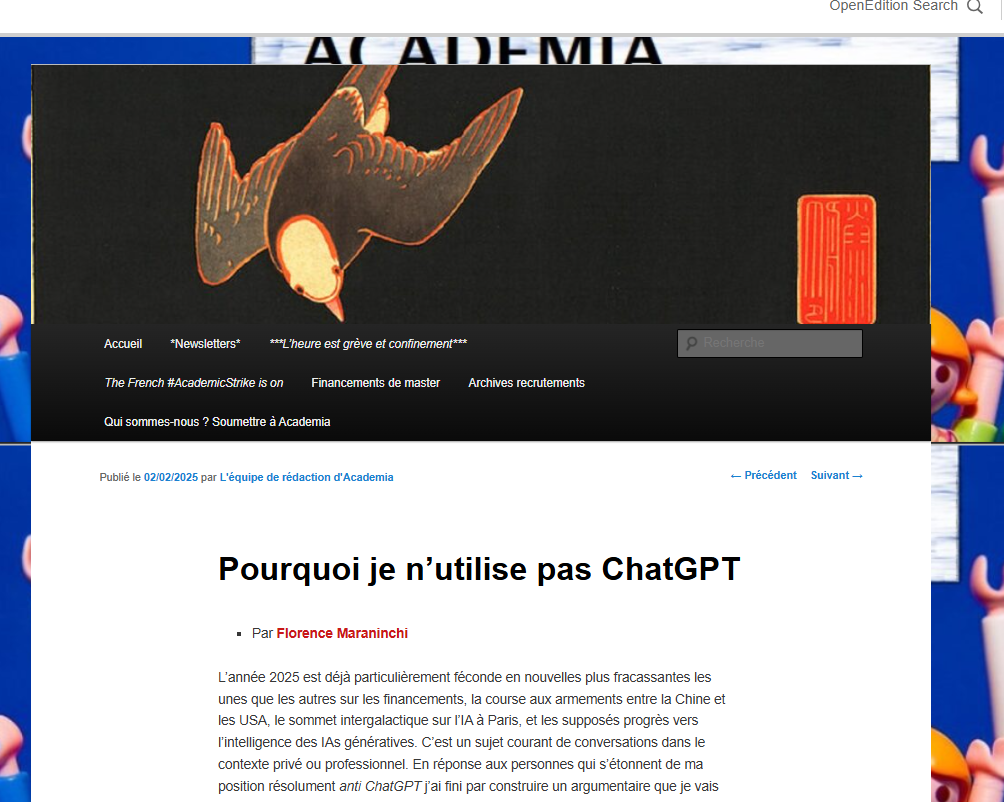 OpenEdition Search
ACADEMIA
Accueil *Newsletters* ***L'heure est grève et confinement*** Recherche
The French #AcademicStrike is on Financements de master Archives recrutements
Qui sommes-nous ? Soumettre à Academia
Publié le 02/02/2025 par L'équipe de rédaction d'Academia ← Précédent Suivant →
Pourquoi je n’utilise pas ChatGPT
Par Florence Maraninchi
L’année 2025 est déjà particulièrement féconde en nouvelles plus fracassantes les
unes que les autres sur les financements, la course aux armements entre la Chine et
les USA, le sommet intergalactique sur l’IA à Paris, et les supposés progrès vers
l’intelligence des IAs génératives. C’est un sujet courant de conversations dans le
contexte privé ou professionnel. En réponse aux personnes qui s’étonnent de ma
position résolument anti ChatGPT j’ai fini par construire un argumentaire que je vais